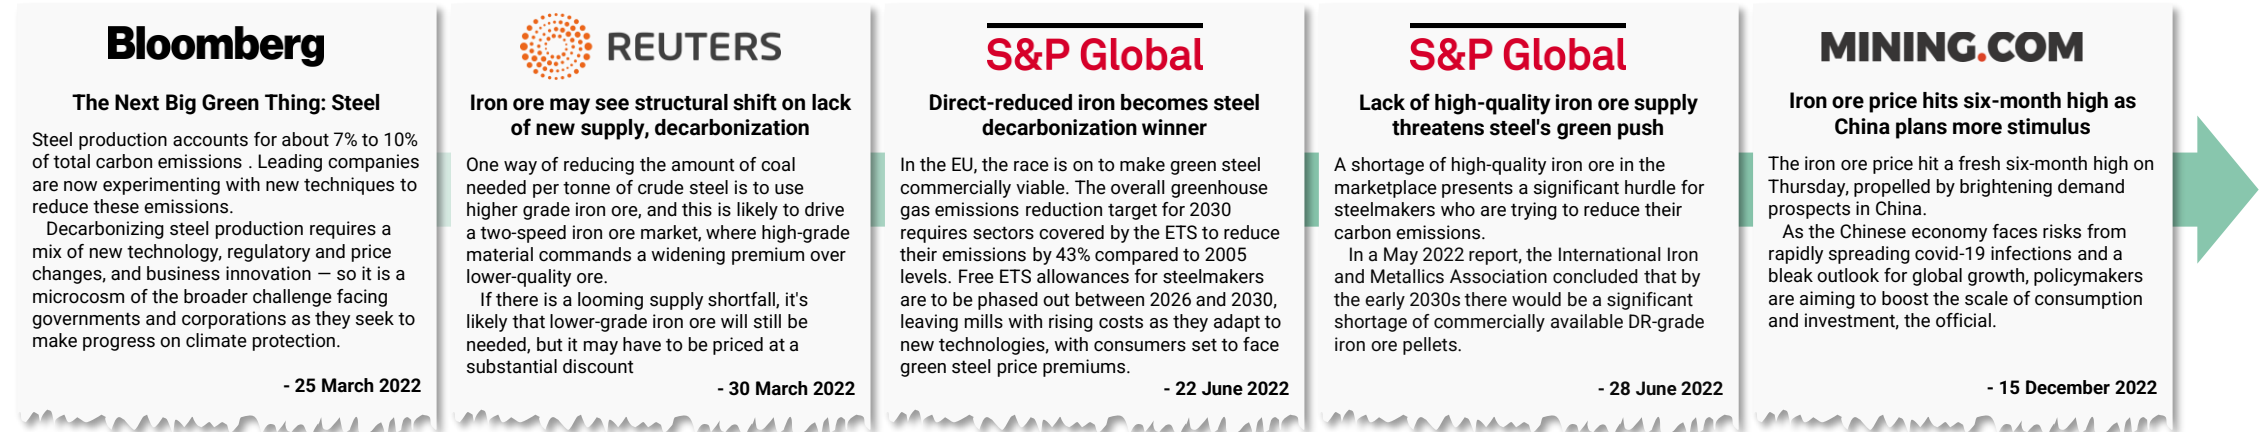 Bloomberg
The Next Big Green Thing: Steel
Steel production accounts for about 7% to 10%
of total carbon emissions . Leading companies
are now experimenting with new techniques to
reduce these emissions.
Decarbonizing steel production requires a
mix of new technology, regulatory and price
changes, and business innovation — so it is a
microcosm of the broader challenge facing
governments and corporations as they seek to
make progress on climate protection.
- 25 March 2022
REUTERS
Iron ore may see structural shift on lack
of new supply, decarbonization
One way of reducing the amount of coal
needed per tonne of crude steel is to use
higher grade iron ore, and this is likely to drive
a two-speed iron ore market, where high-grade
material commands a widening premium over
lower-quality ore.
If there is a looming supply shortfall, it's
likely that lower-grade iron ore will still be
needed, but it may have to be priced at a
substantial discount
- 30 March 2022
S&P Global
Direct-reduced iron becomes steel
decarbonization winner
In the EU, the race is on to make green steel
commercially viable. The overall greenhouse
gas emissions reduction target for 2030
requires sectors covered by the ETS to reduce
their emissions by 43% compared to 2005
levels. Free ETS allowances for steelmakers
are to be phased out between 2026 and 2030,
leaving mills with rising costs as they adapt to
new technologies, with consumers set to face
green steel price premiums.
- 22 June 2022
S&P Global
Lack of high-quality iron ore supply
threatens steel's green push
A shortage of high-quality iron ore in the
marketplace presents a significant hurdle for
steelmakers who are trying to reduce their
carbon emissions.
In a May 2022 report, the International Iron
and Metallics Association concluded that by
the early 2030s there would be a significant
shortage of commercially available DR-grade
iron ore pellets.
- 28 June 2022
MINING.COM
Iron ore price hits six-month high as
China plans more stimulus
The iron ore price hit a fresh six-month high on
Thursday, propelled by brightening demand
prospects in China.
As the Chinese economy faces risks from
rapidly spreading covid-19 infections and a
bleak outlook for global growth, policymakers
are aiming to boost the scale of consumption
and investment, the official.
- 15 December 2022